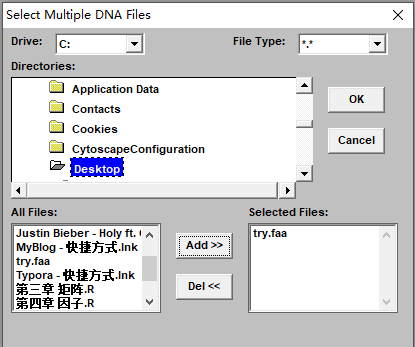 Select Multiple DNA Files
Drive: C: File Type: *.*
Directories:
Application Data
Contacts
Cookies
CytoscapeConfiguration
Desktop
OK
Cancel
All Files:
Justin Bieber - Holy ft.
MyBlog - 快捷方式.lnk
try.faa
Typora - 快捷方式.lnk
第三章 矩阵.R
第四章 因子.R
Add >>
Del <<
Selected Files:
try.faa